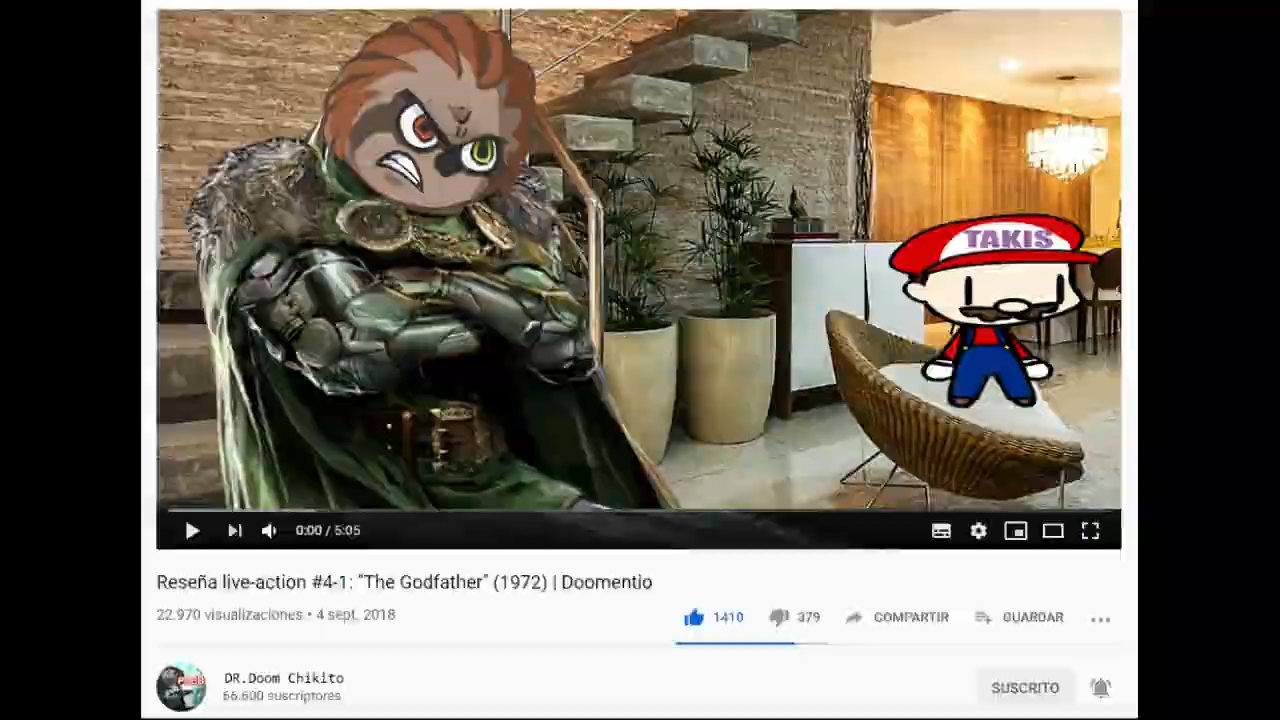 TAKIS
0:00 / 5:05
Reseña live-action #4-1: "The Godfather" (1972) | Doomentio
22.970 visualizaciones • 4 sept. 2018
1410
379
COMPARTIR
GUARDAR
DR.Doom Chikito
66.600 suscriptores
SUSCRITO